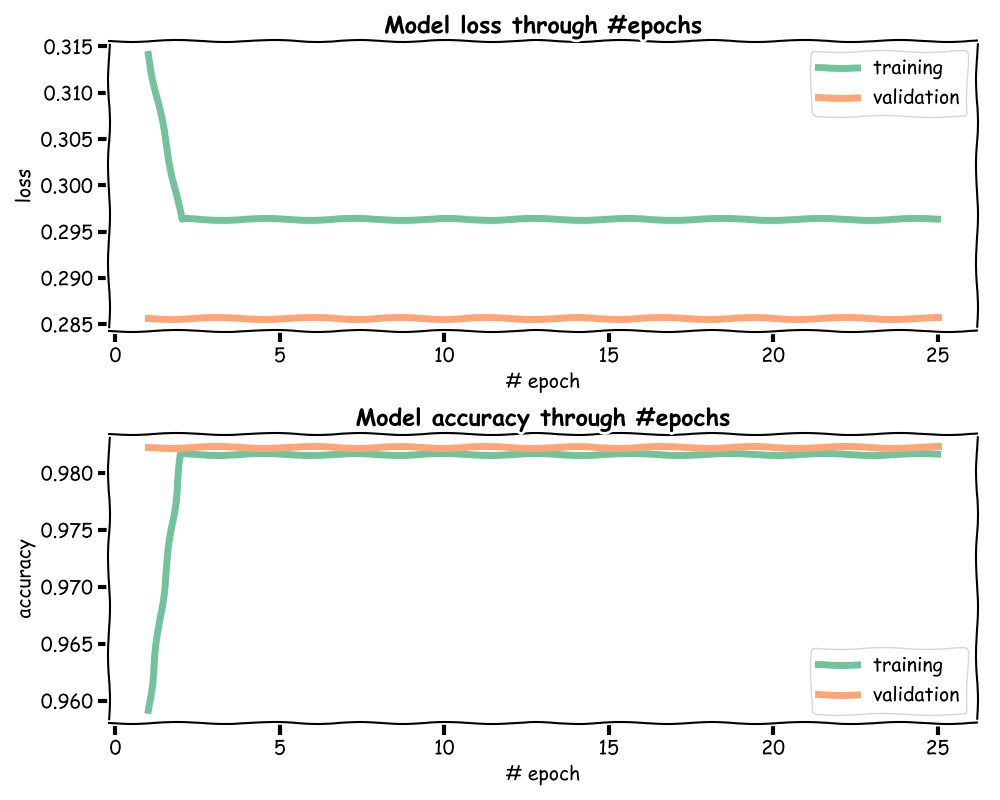 Model loss through #epochs
0.315
0.310
0.305
0.300
0.295
0.290
0.285
loss
training
validation
0 5 10 15 20 25
# epoch
Model accuracy through #epochs
0.980
0.975
0.970
0.965
0.960
accuracy
training
validation
0 5 10 15 20 25
# epoch